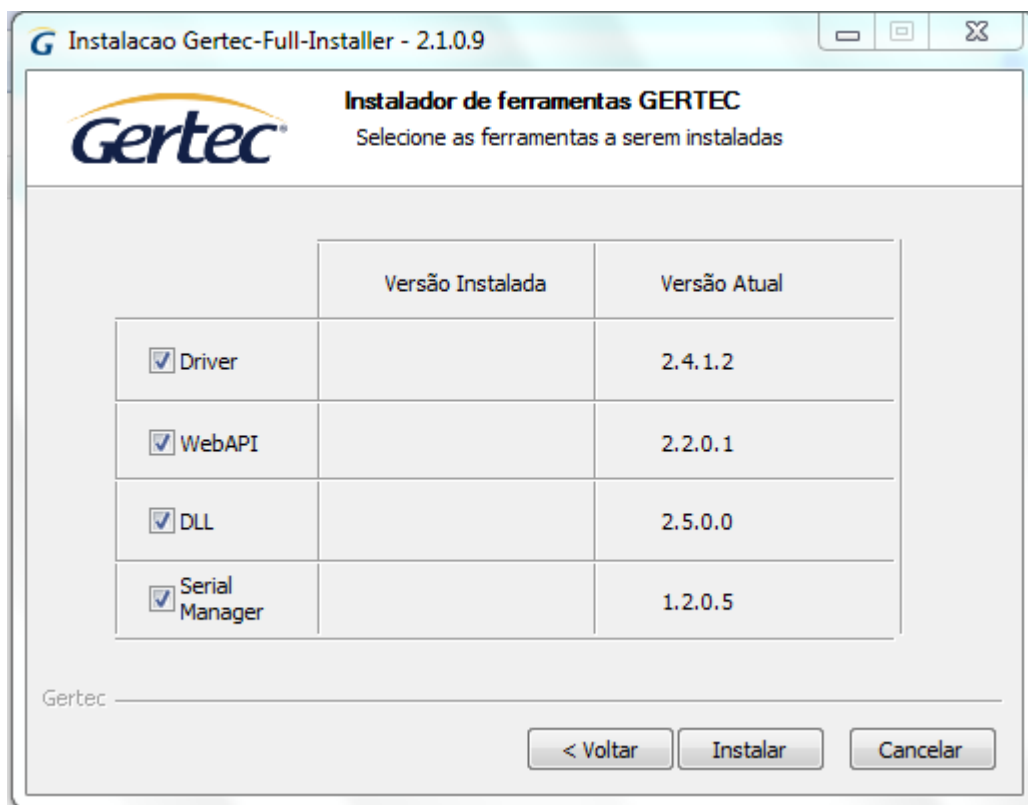 G Instalacao Gertec-Full-Installer - 2.1.0.9
Gertec®
Instalador de ferramentas GERTEC
Selecione as ferramentas a serem instaladas
Versão Instalada Versão Atual
Driver 2.4.1.2
WebAPI 2.2.0.1
DLL 2.5.0.0
Serial
Manager 1.2.0.5
Gertec
< Voltar Instalar Cancelar